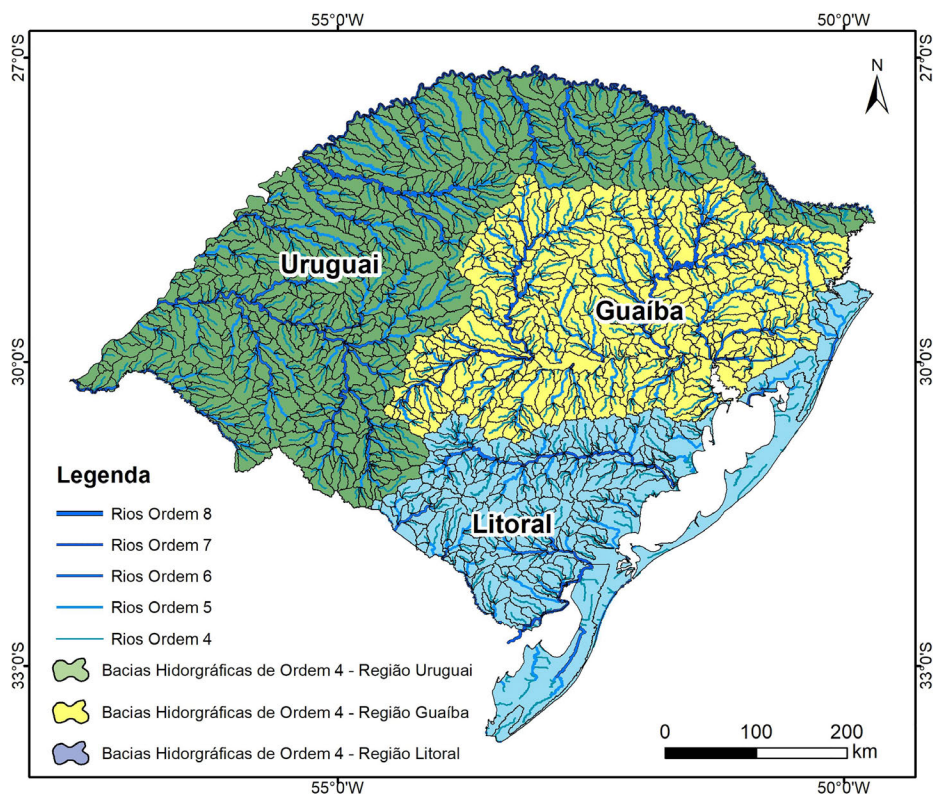 55°0'W
50°0'W
27°0'S
27°0'S
N
Uruguai
Guaíba
30°0'S
30°0'S
Legenda
Litoral
Rios Ordem 8
Rios Ordem 7
Rios Ordem 6
Rios Ordem 5
Rios Ordem 4
33°0'S
33°0'S
Bacias Hidorgráficas de Ordem 4 - Região Uruguai
Bacias Hidorgráficas de Ordem 4 - Região Guaíba
Bacias Hidorgráficas de Ordem 4 - Região Litoral
0 100 200
km
55°0'W
50°0'W